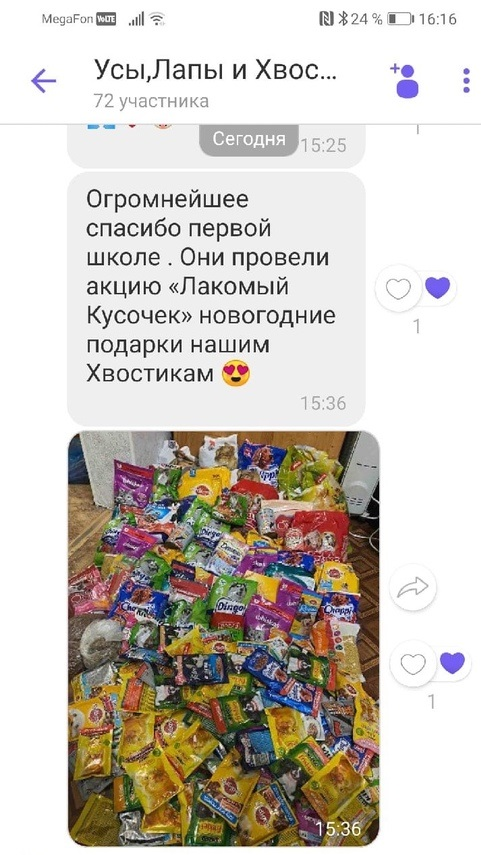 MegaFon VoLTE 24 % 16:16
Усы,Лапы и Хвос...
72 участника
Сегодня
15:25
1
Огромнейшее
спасибо первой
школе . Они провели
акцию «Лакомый
Кусочек» новогодние
подарки нашим
Хвостикам
15:36
1
Chappi
Dingo
Chappi
15:36
1